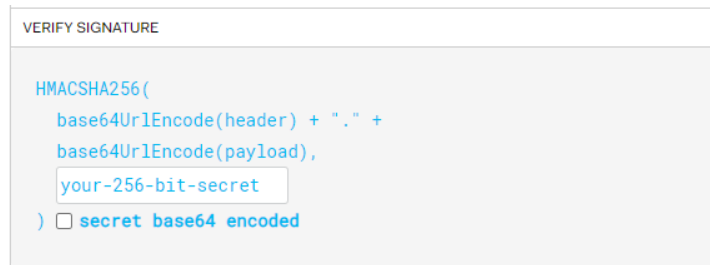 VERIFY SIGNATURE
HMACSHA256(
base64UrlEncode(header) + "." +
base64UrlEncode(payload),
your-256-bit-secret
) secret base64 encoded